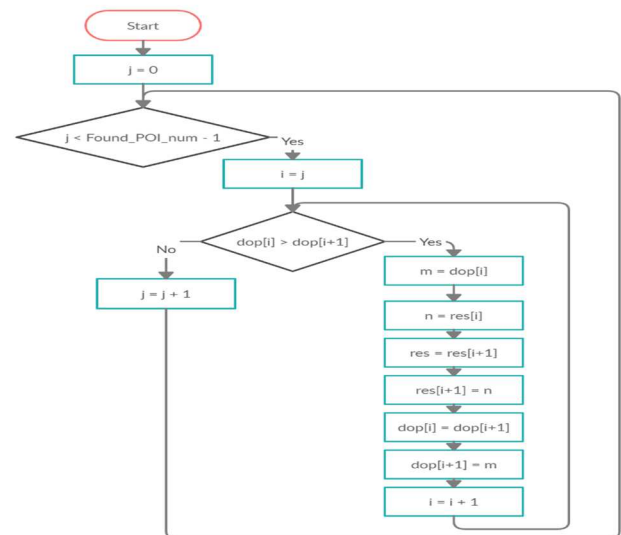 Start
j = 0
j < Found_POI_num - 1
Yes
i = j
dop[i] > dop[i+1]
No
Yes
j = j + 1
m = dop[i]
n = res[i]
res = res[i+1]
res[i+1] = n
dop[i] = dop[i+1]
dop[i+1] = m
i = i + 1